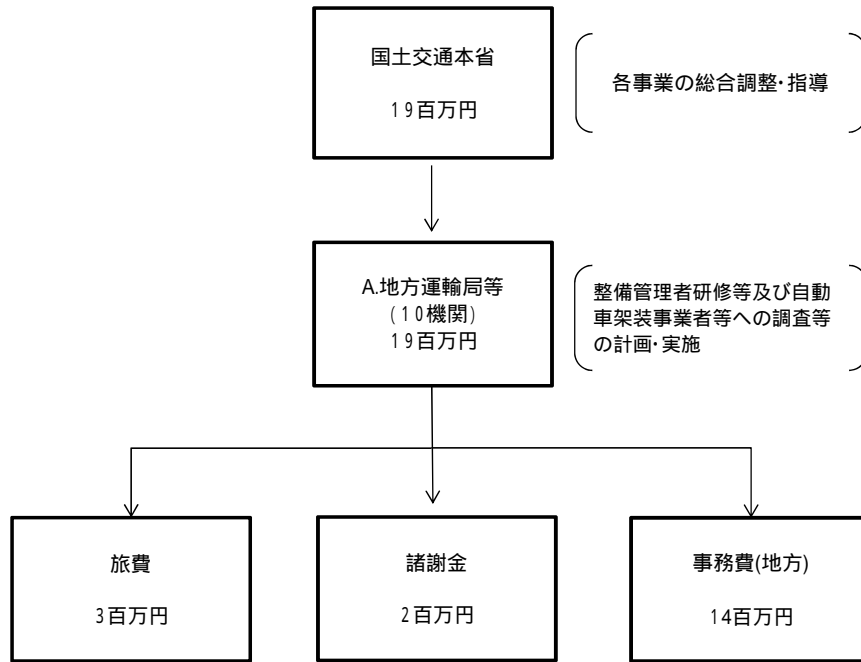 国土交通本省
19百万円
各事業の総合調整・指導
A.地方運輸局等
(10機関)
19百万円
整備管理者研修等及び自動
車架装事業者等への調査等
の計画・実施
旅費
3百万円
諸謝金
2百万円
事務費(地方)
14百万円